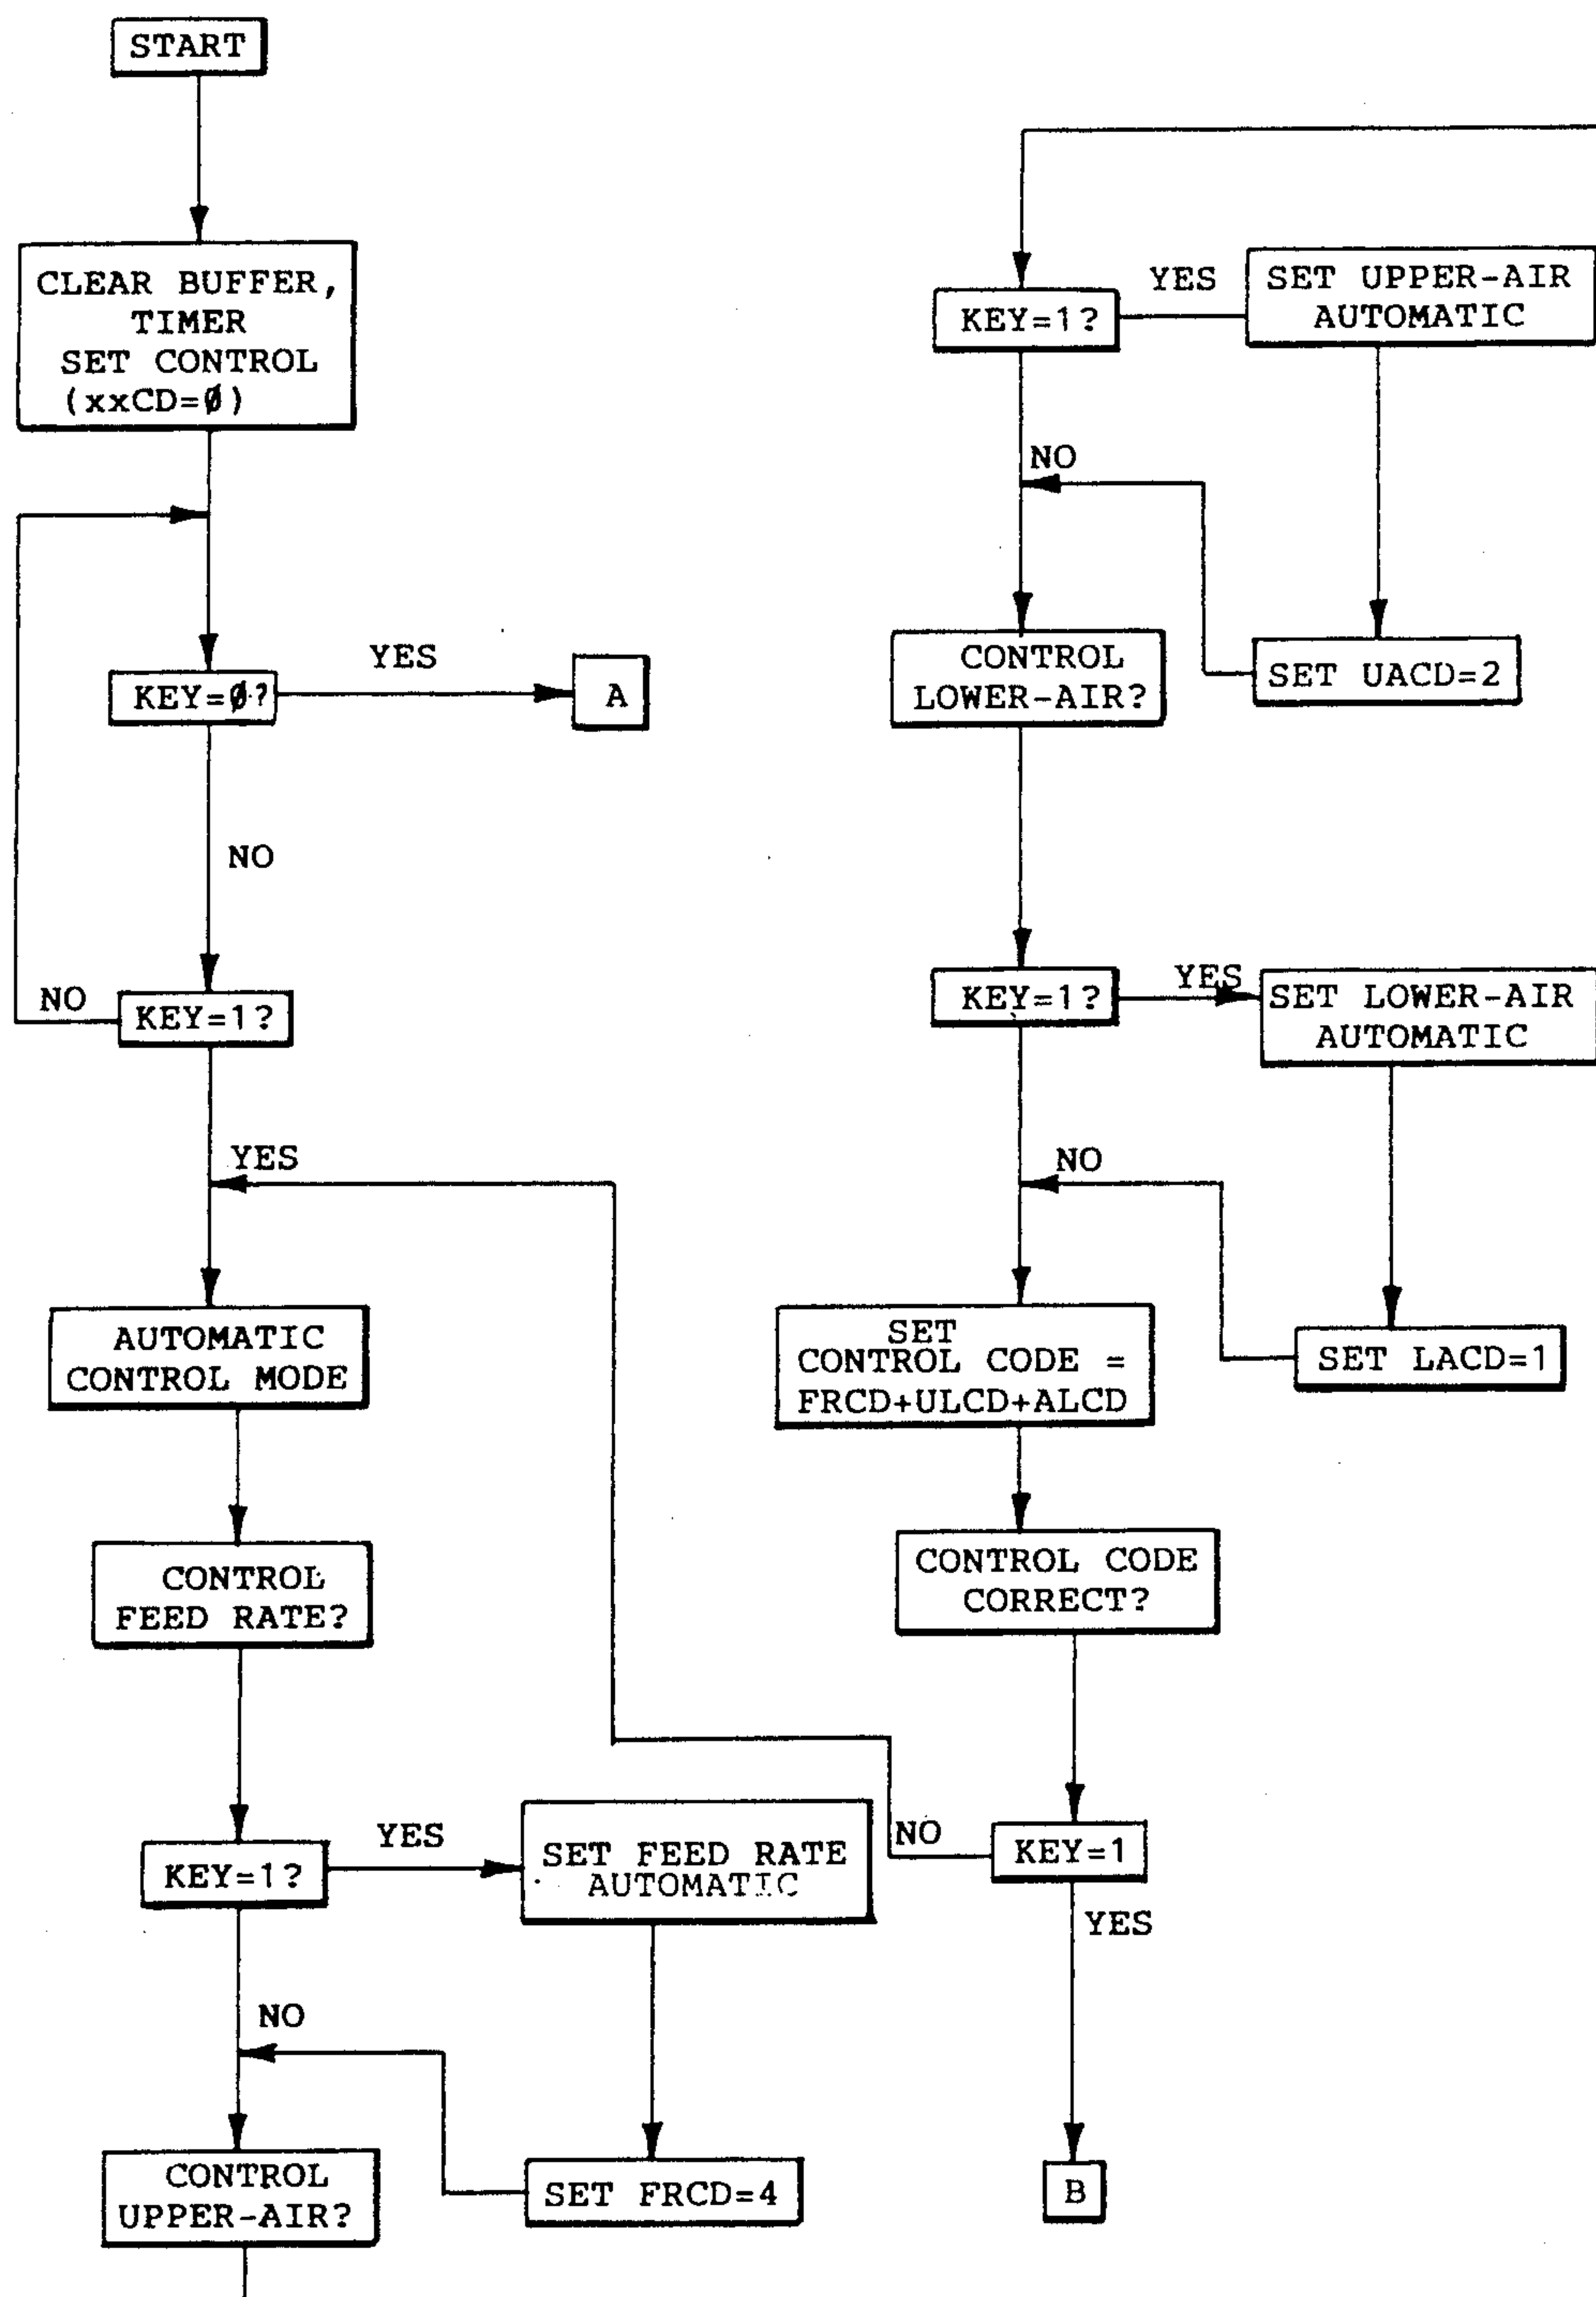 START
CLEAR BUFFER,
TIMER
SET CONTROL
(xxCD=Ø)
KEY=Ø?
YES
A
NO
KEY=1?
NO
YES
AUTOMATIC
CONTROL MODE
CONTROL
FEED RATE?
KEY=1?
YES
SET FEED RATE
AUTOMATIC
NO
SET FRCD=4
CONTROL
UPPER-AIR?
KEY=1?
YES
SET UPPER-AIR
AUTOMATIC
NO
SET UACD=2
CONTROL
LOWER-AIR?
KEY=1?
YES
SET LOWER-AIR
AUTOMATIC
NO
SET LACD=1
SET
CONTROL CODE =
FRCD+ULCD+ALCD
CONTROL CODE
CORRECT?
KEY=1
NO
YES
B